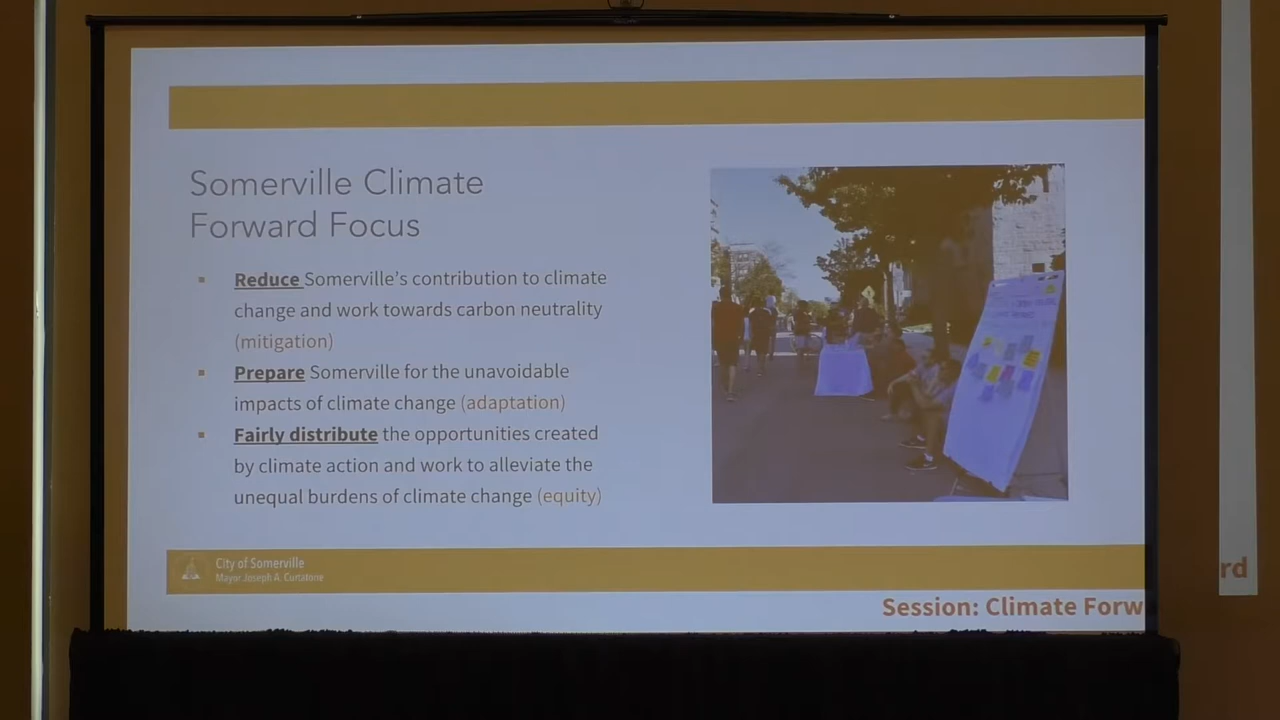 Somerville Climate
Forward Focus
▪ Reduce Somerville's contribution to climate
change and work towards carbon neutrality
(mitigation)
▪ Prepare Somerville for the unavoidable
impacts of climate change (adaptation)
▪ Fairly distribute the opportunities created
by climate action and work to alleviate the
unequal burdens of climate change (equity)
City of Somerville
Mayor Joseph A. Curtatone
Session: Climate Forw
rd